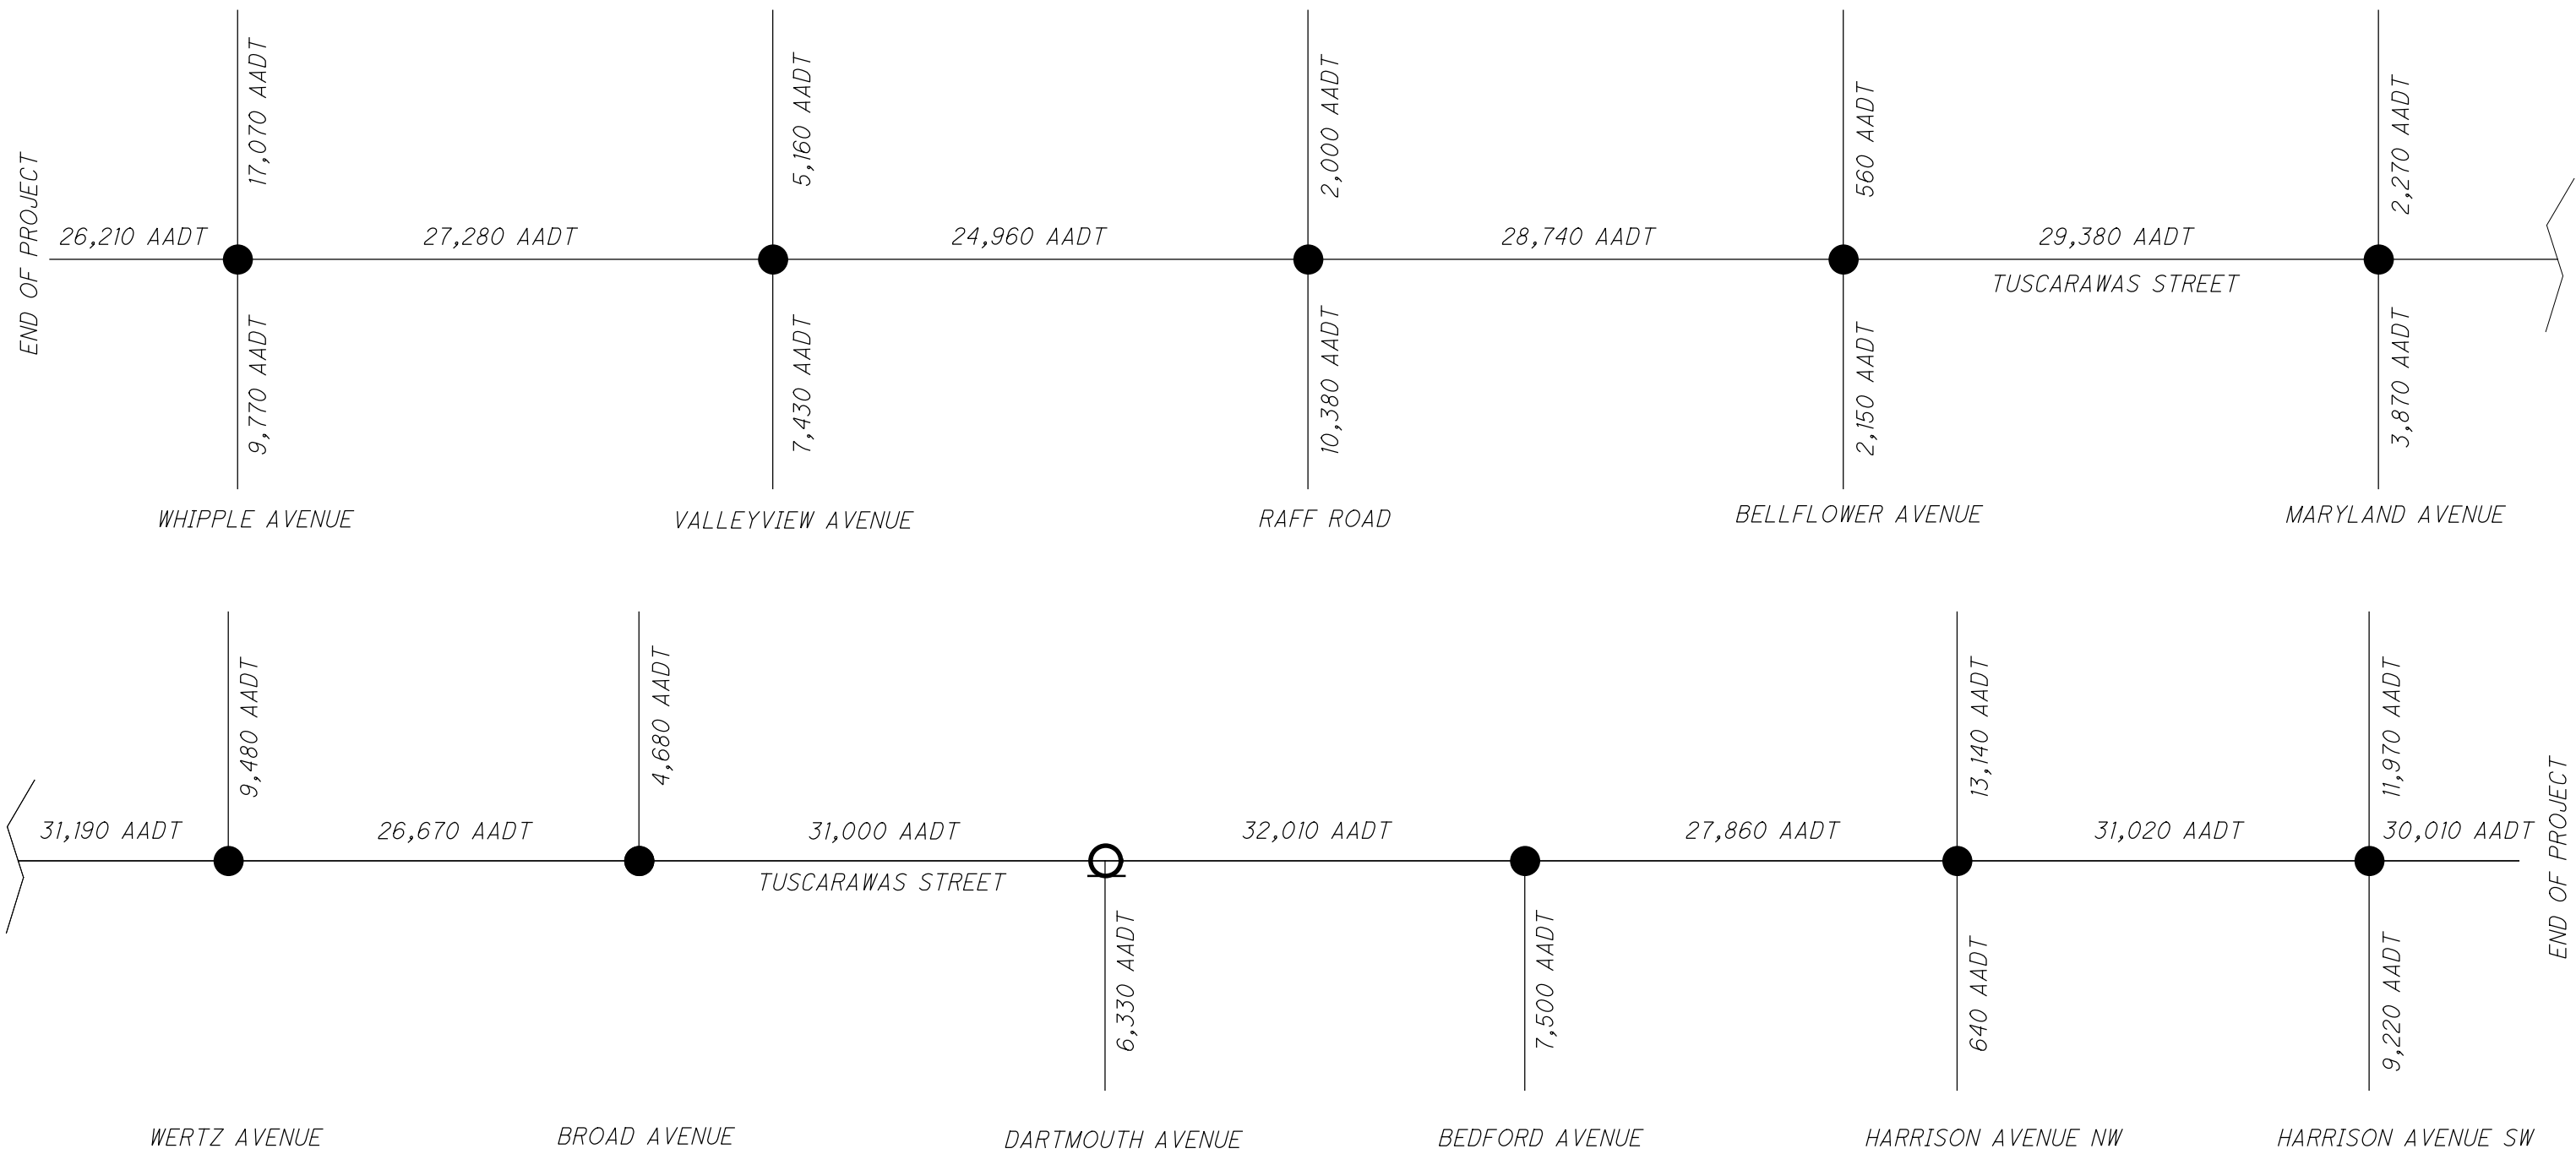 END OF PROJECT
17,070 AADT
5,160 AADT
2,000 AADT
560 AADT
2,270 AADT
26,210 AADT
27,280 AADT
24,960 AADT
28,740 AADT
29,380 AADT
TUSCARAWAS STREET
9,770 AADT
7,430 AADT
10,380 AADT
2,150 AADT
3,870 AADT
WHIPPLE AVENUE
VALLEYVIEW AVENUE
RAFF ROAD
BELLFLOWER AVENUE
MARYLAND AVENUE
9,480 AADT
4,680 AADT
13,140 AADT
11,970 AADT
31,190 AADT
26,670 AADT
31,000 AADT
32,010 AADT
27,860 AADT
31,020 AADT
30,010 AADT
END OF PROJECT
TUSCARAWAS STREET
6,330 AADT
7,500 AADT
640 AADT
9,220 AADT
WERTZ AVENUE
BROAD AVENUE
DARTMOUTH AVENUE
BEDFORD AVENUE
HARRISON AVENUE NW
HARRISON AVENUE SW